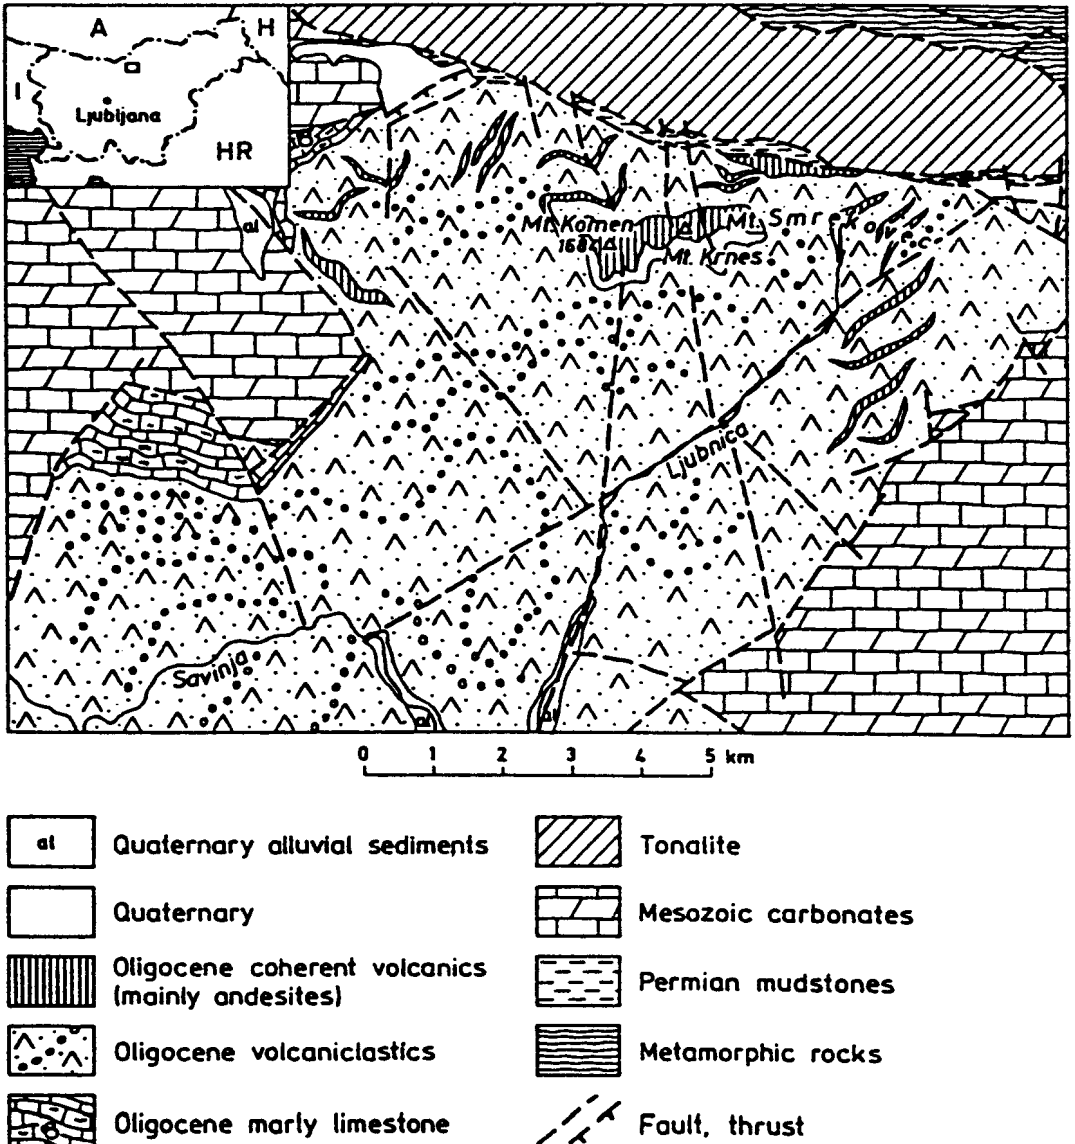 A
H
I
Ljubljana
HR
al
Mt. Komen
Mt. Smrekovec
Mt. Krnes
Ljubnica
Savinja
al
al
0 1 2 3 4 5 km
al Quaternary alluvial sediments
Quaternary
Oligocene coherent volcanics
(mainly andesites)
Oligocene volcaniclastics
Oligocene marly limestone
Tonalite
Mesozoic carbonates
Permian mudstones
Metamorphic rocks
Fault, thrust